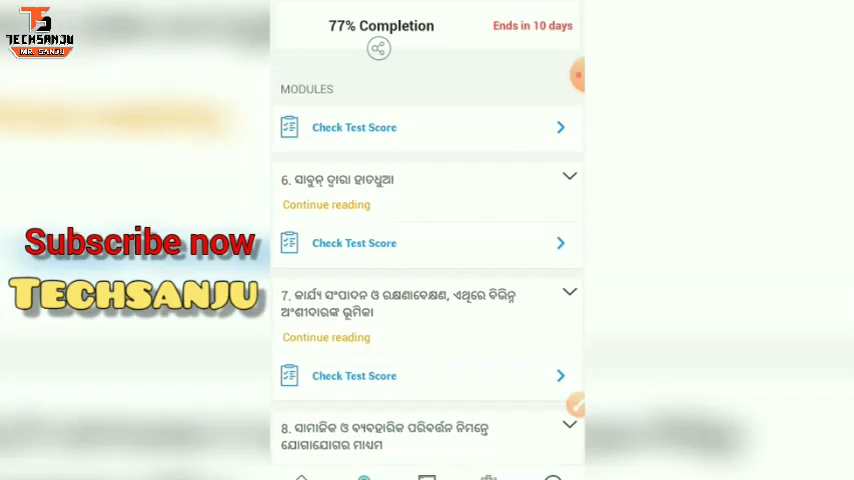 TECHSANJU
MR. SANJU
77% Completion
Ends in 10 days
MODULES
Check Test Score
6. ସାବୁନ୍ ଦ୍ୱାରା ହାତଧୁଆ
Continue reading
Check Test Score
Subscribe now
TECHSANJU
7. କାର୍ଯ୍ୟ ସଂପାଦନ ଓ ରକ୍ଷଣାବେକ୍ଷଣ, ଏଥିରେ ବିଭିନ୍ନ
ଅଂଶୀଦାରଙ୍କ ଭୂମିକା
Continue reading
Check Test Score
8. ସାମାଜିକ ଓ ବ୍ୟବହାରିକ ପରିବର୍ତ୍ତନ ନିମନ୍ତେ
ଯୋଗାଯୋଗର ମାଧ୍ୟମ